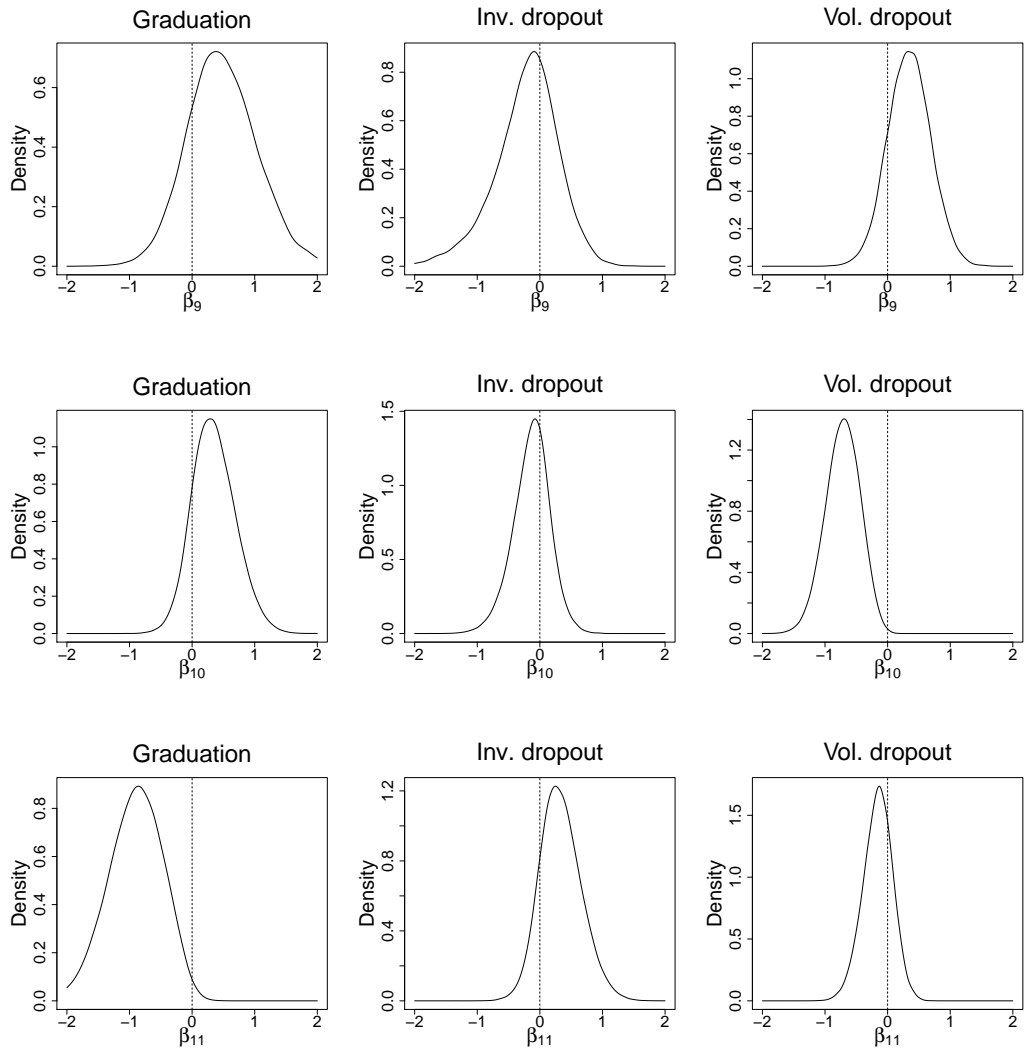 Graduation
Density
0.0 0.2 0.4 0.6
−2 −1 0 1 2
β9
Inv. dropout
Density
0.0 0.2 0.4 0.6 0.8
−2 −1 0 1 2
β9
Vol. dropout
Density
0.0 0.2 0.4 0.6 0.8 1.0
−2 −1 0 1 2
β9
Graduation
Density
0.0 0.2 0.4 0.6 0.8 1.0
−2 −1 0 1 2
β10
Inv. dropout
Density
0.0 0.5 1.0 1.5
−2 −1 0 1 2
β10
Vol. dropout
Density
0.0 0.4 0.8 1.2
−2 −1 0 1 2
β10
Graduation
Density
0.0 0.2 0.4 0.6 0.8
−2 −1 0 1 2
β11
Inv. dropout
Density
0.0 0.4 0.8 1.2
−2 −1 0 1 2
β11
Vol. dropout
Density
0.0 0.5 1.0 1.5
−2 −1 0 1 2
β11